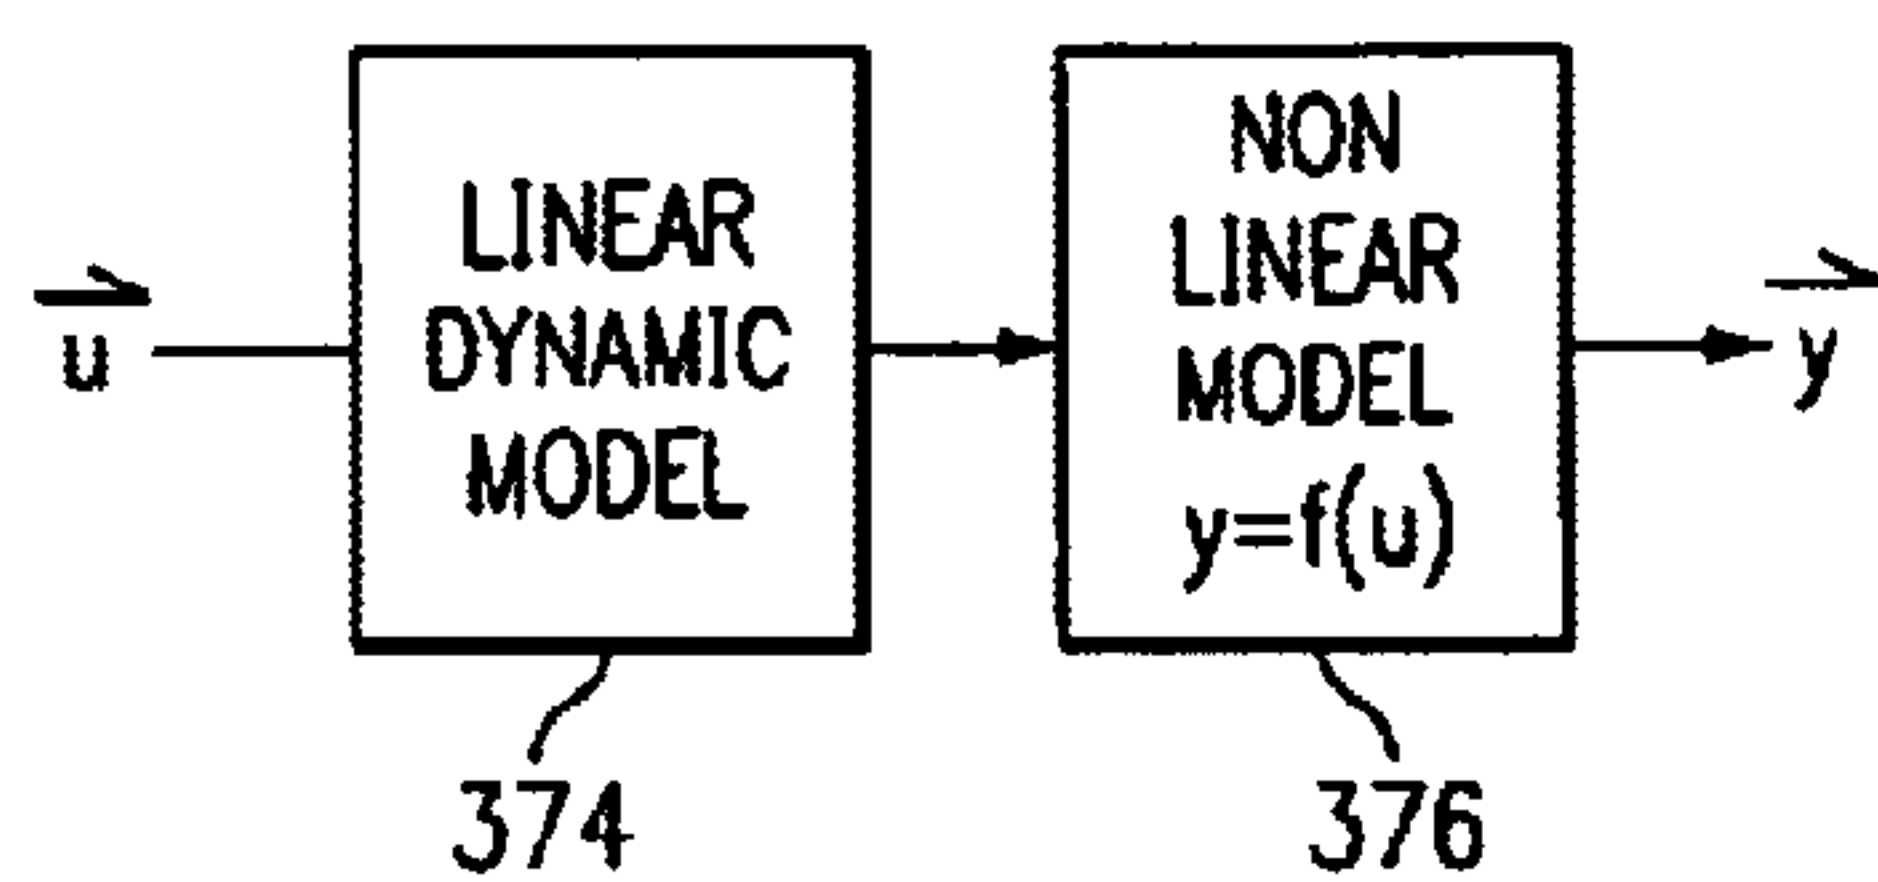 u
LINEAR
DYNAMIC
MODEL
NON
LINEAR
MODEL
y=f(u)
y
374
376